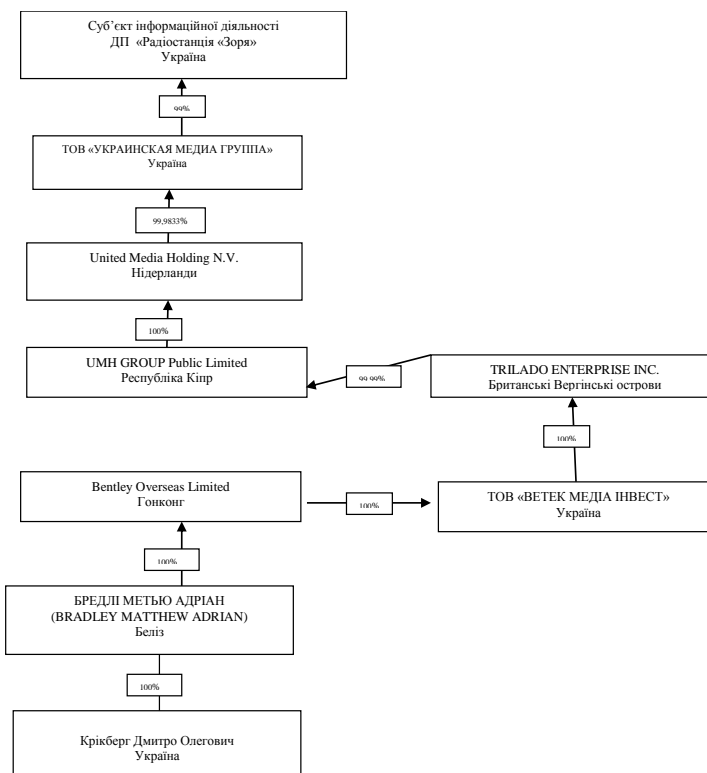 Суб’єкт інформаційної діяльності
ДП «Радіостанція «Зоря»
Україна
99%
ТОВ «УКРАИНСКАЯ МЕДИА ГРУППА»
Україна
99,9833%
United Media Holding N.V.
Нідерланди
100%
UMH GROUP Public Limited
Республіка Кіпр
99.99%
TRILADO ENTERPRISE INC.
Британські Вергінські острови
100%
Bentley Overseas Limited
Гонконг
100%
ТОВ «ВЕТЕК МЕДІА ІНВЕСТ»
Україна
100%
БРЕДЛІ МЕТЬЮ АДРІАН
(BRADLEY MATTHEW ADRIAN)
Беліз
100%
Крікберг Дмитро Олегович
Україна